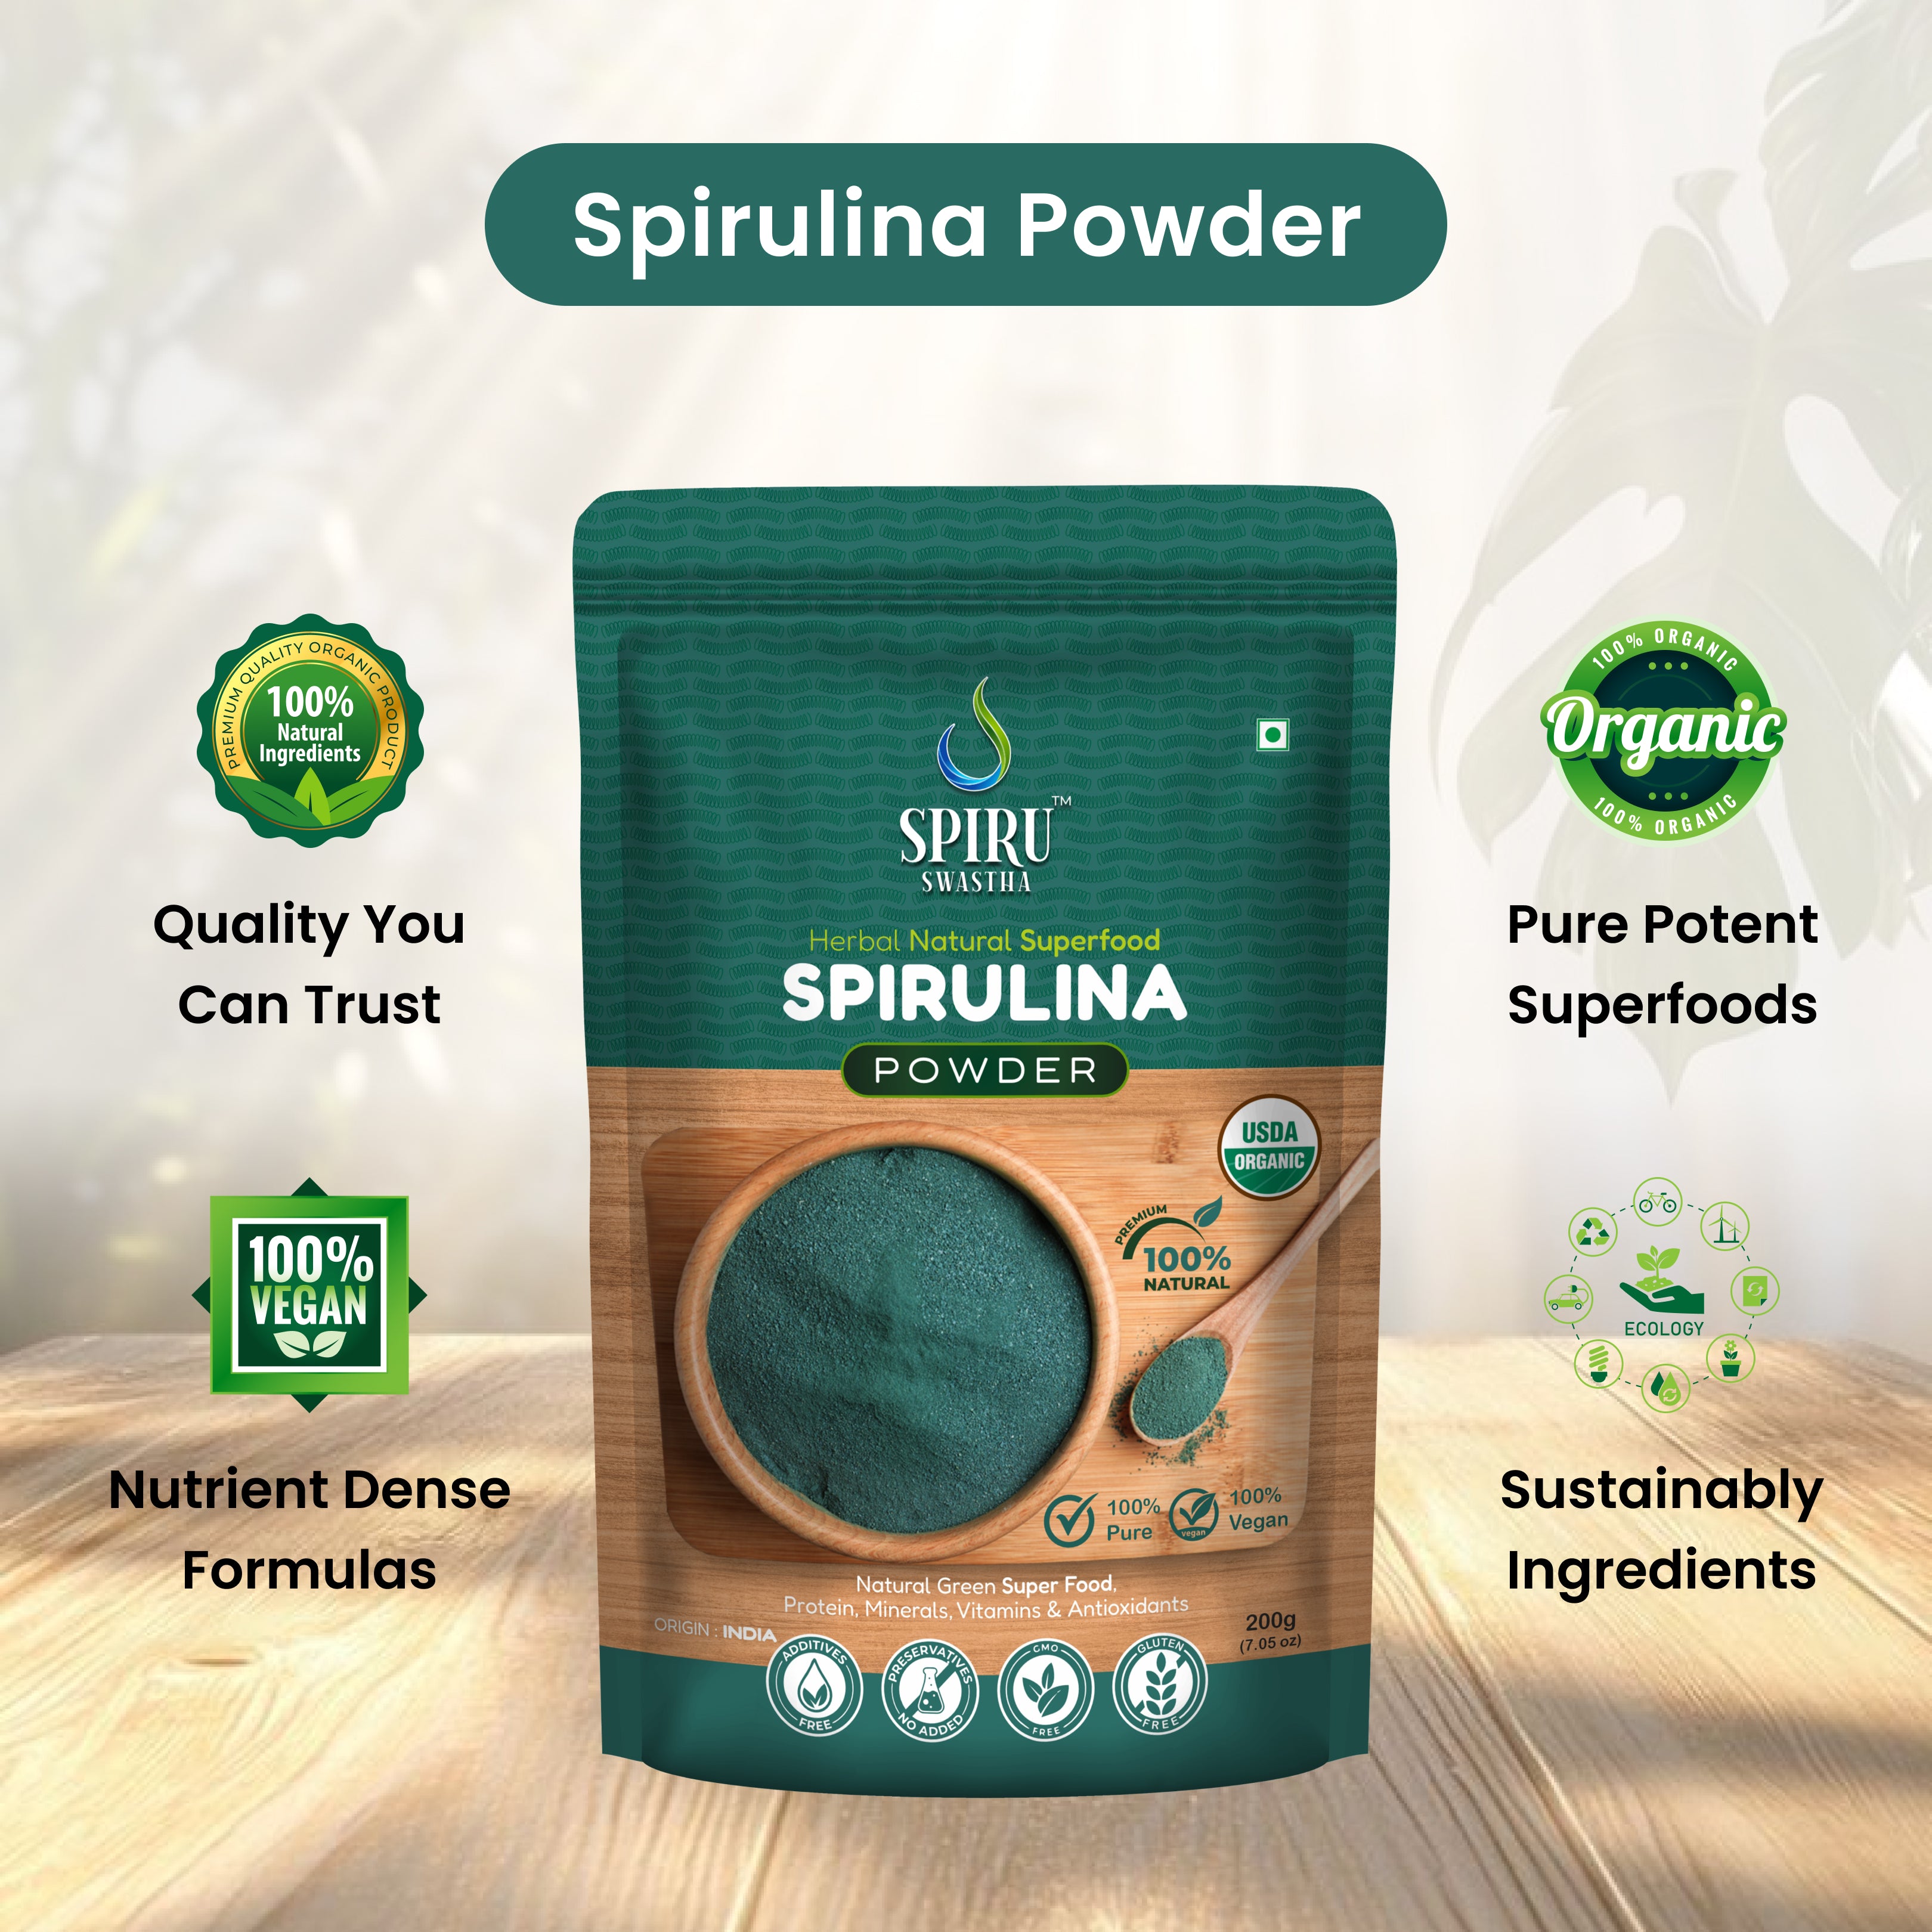 Spirulina Powder
PREMIUM QUALITY ORGANIC PRODUCT
100%
Natural
Ingredients
Quality You
Can Trust
100%
VEGAN
Nutrient Dense
Formulas
SPIRU™
SWASTHA
Herbal Natural Superfood
SPIRULINA
POWDER
USDA
ORGANIC
PREMIUM
100%
NATURAL
100%
Pure
vegan
100%
Vegan
Natural Green Super Food,
Protein, Minerals, Vitamins & Antioxidants
ORIGIN : INDIA
200g
(7.05 oz)
ADDITIVES
FREE
PRESERVATIVES
NO ADDED
GMO
FREE
GLUTEN
FREE
100% ORGANIC
Organic
100% ORGANIC
Pure Potent
Superfoods
ECOLOGY
Sustainably
Ingredients